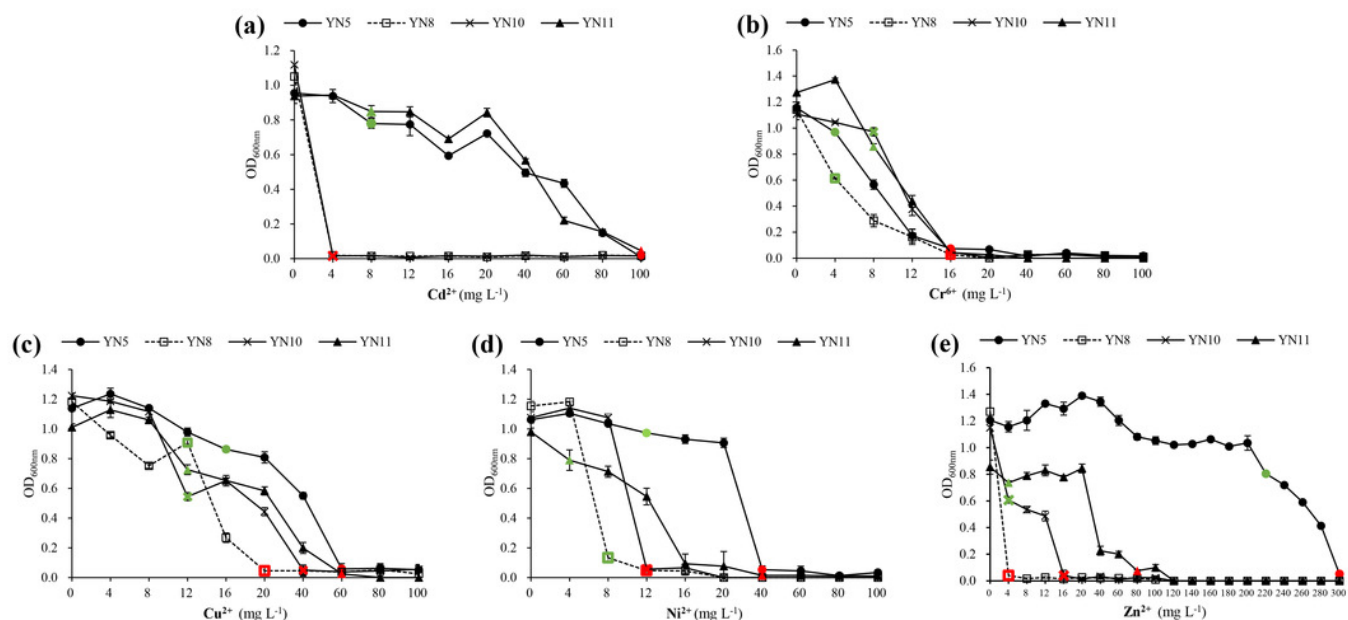 YN5 YN8 YN10 YN11
(a)
1.2
1.0
0.8
0.6
0.4
0.2
0.0
OD600nm
0 4 8 12 16 20 40 60 80 100
Cd²⁺ (mg L⁻¹)
YN5 YN8 YN10 YN11
(b)
1.6
1.4
1.2
1.0
0.8
0.6
0.4
0.2
0.0
OD600nm
0 4 8 12 16 20 40 60 80 100
Cr⁶⁺ (mg L⁻¹)
YN5 YN8 YN10 YN11
(c)
1.4
1.2
1.0
0.8
0.6
0.4
0.2
0.0
OD600nm
0 4 8 12 16 20 40 60 80 100
Cu²⁺ (mg L⁻¹)
YN5 YN8 YN10 YN11
(d)
1.4
1.2
1.0
0.8
0.6
0.4
0.2
0.0
OD600nm
0 4 8 12 16 20 40 60 80 100
Ni²⁺ (mg L⁻¹)
YN5 YN8 YN10 YN11
(e)
1.6
1.4
1.2
1.0
0.8
0.6
0.4
0.2
0.0
OD600nm
0 4 8 12 16 20 40 60 80 100 120 140 160 180 200 220 240 260 280 300
Zn²⁺ (mg L⁻¹)